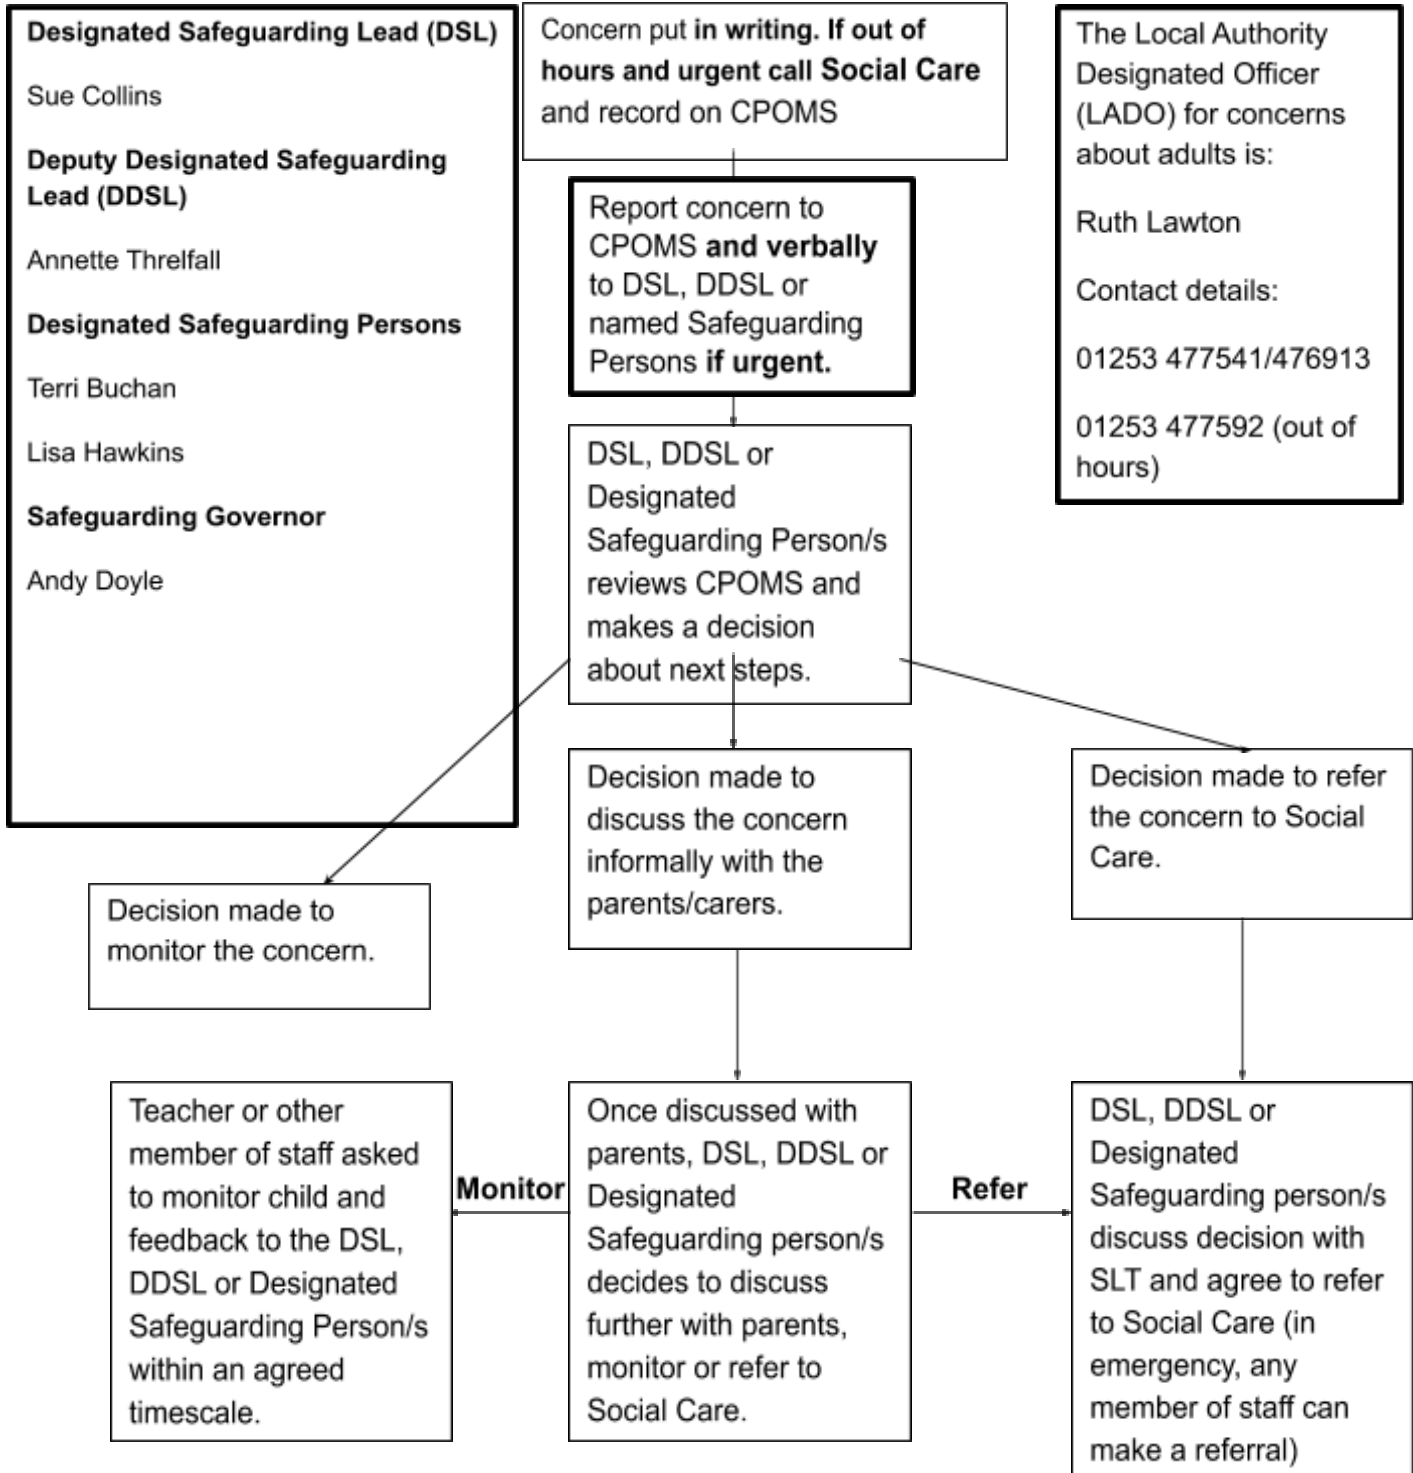 Designated Safeguarding Lead (DSL)
Sue Collins
Deputy Designated Safeguarding
Lead (DDSL)
Annette Threlfall
Designated Safeguarding Persons
Terri Buchan
Lisa Hawkins
Safeguarding Governor
Andy Doyle
Concern put in writing. If out of
hours and urgent call Social Care
and record on CPOMS
The Local Authority
Designated Officer
(LADO) for concerns
about adults is:
Ruth Lawton
Contact details:
01253 477541/476913
01253 477592 (out of
hours)
Report concern to
CPOMS and verbally
to DSL, DDSL or
named Safeguarding
Persons if urgent.
DSL, DDSL or
Designated
Safeguarding Person/s
reviews CPOMS and
makes a decision
about next steps.
Decision made to
monitor the concern.
Decision made to
discuss the concern
informally with the
parents/carers.
Decision made to refer
the concern to Social
Care.
Teacher or other
member of staff asked
to monitor child and
feedback to the DSL,
DDSL or Designated
Safeguarding Person/s
within an agreed
timescale.
Monitor
Once discussed with
parents, DSL, DDSL or
Designated
Safeguarding person/s
decides to discuss
further with parents,
monitor or refer to
Social Care.
Refer
DSL, DDSL or
Designated
Safeguarding person/s
discuss decision with
SLT and agree to refer
to Social Care (in
emergency, any
member of staff can
make a referral)